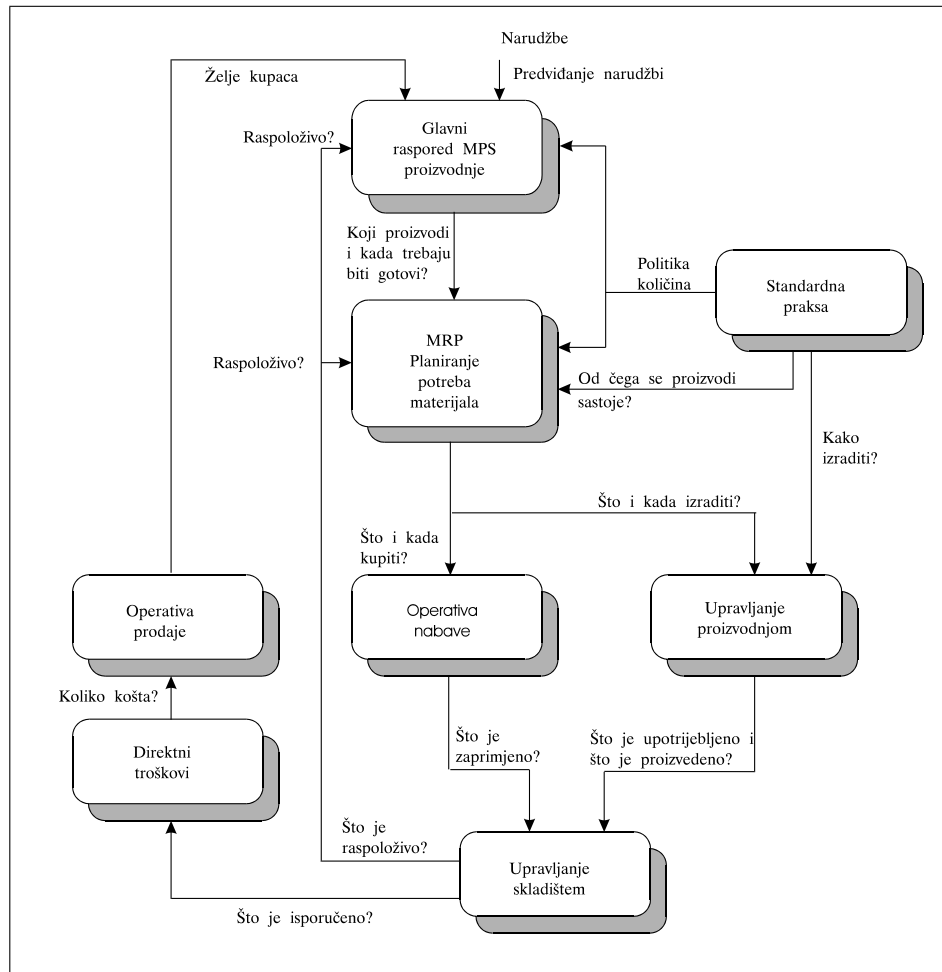 Narudžbe
Želje kupaca
Predviđanje narudžbi
Glavni
raspored MPS
proizvodnje
Raspoloživo?
Koji proizvodi
i kada trebaju
biti gotovi?
Politika
količina
Standardna
praksa
MRP
Planiranje
potreba
materijala
Raspoloživo?
Od čega se proizvodi
sastoje?
Kako
izraditi?
Što i kada izraditi?
Što i kada
kupiti?
Operativa
prodaje
Operativa
nabave
Upravljanje
proizvodnjom
Koliko košta?
Direktni
troškovi
Što je
zaprimjeno?
Što je upotrijebljeno i
što je proizvedeno?
Što je
raspoloživo?
Upravljanje
skladištem
Što je isporučeno?